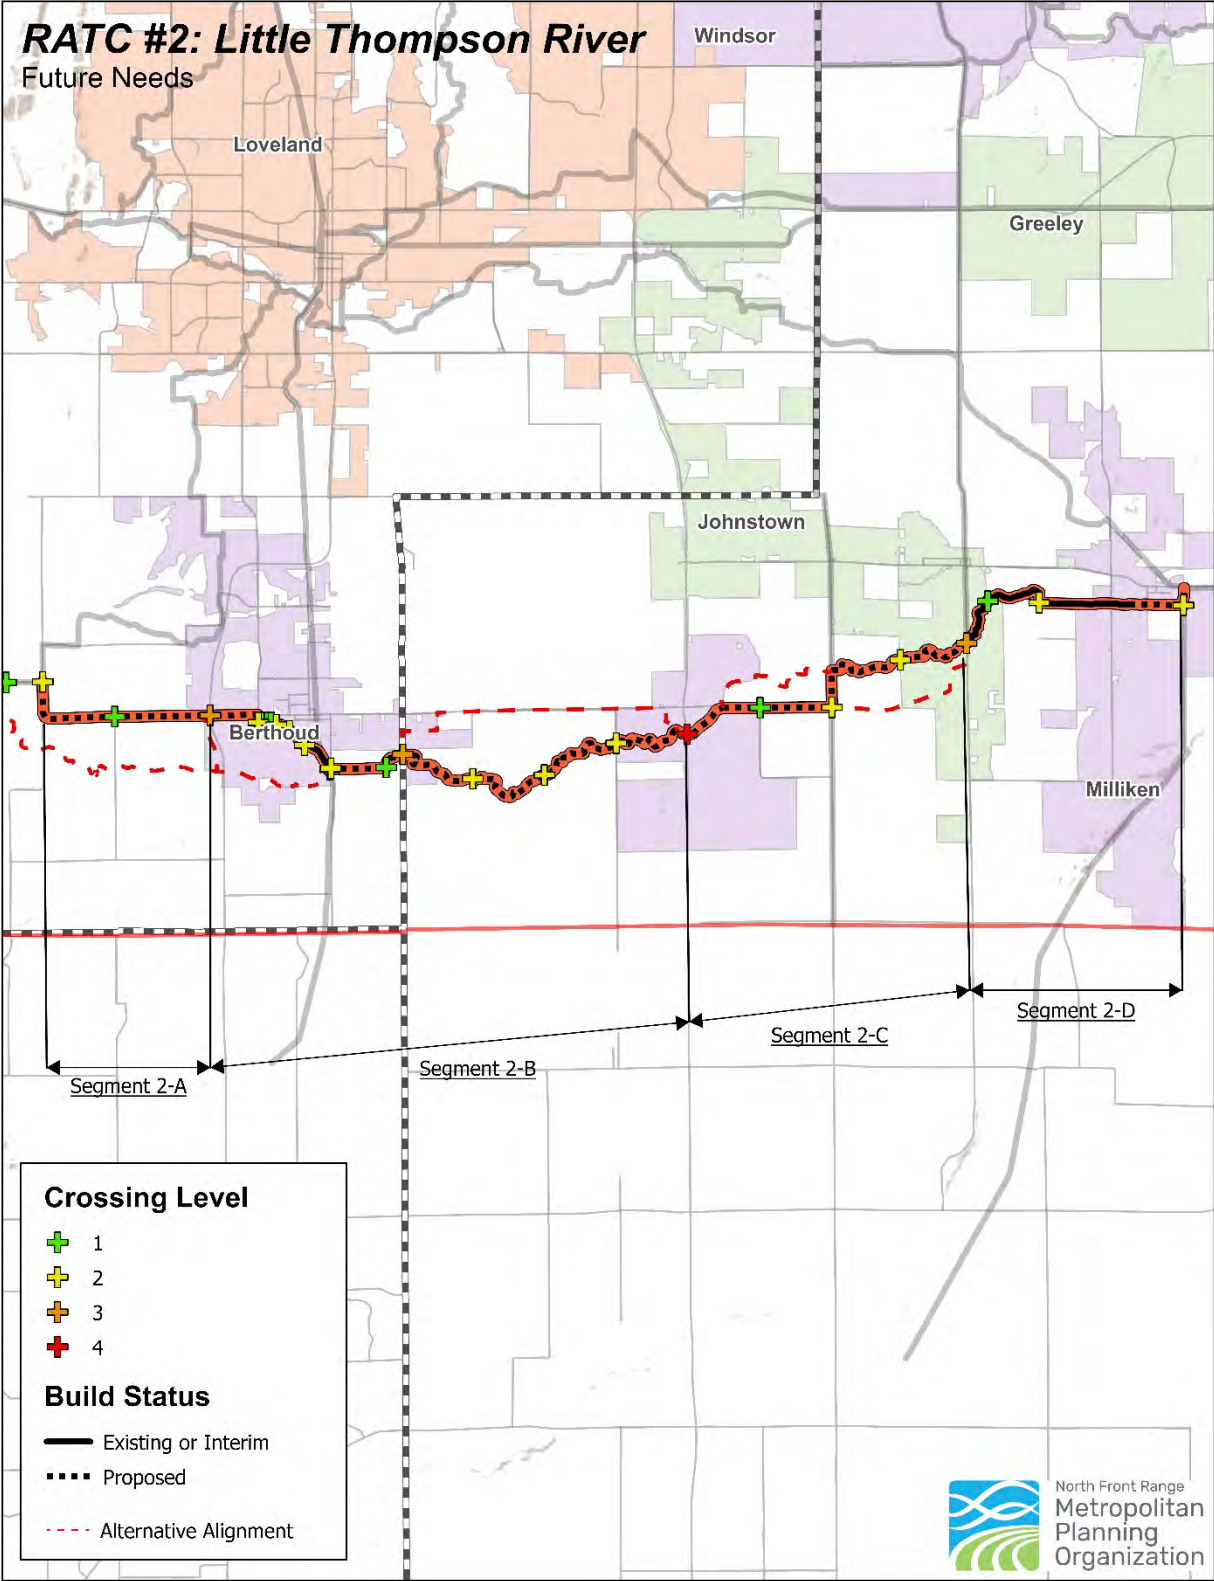 RATC #2: Little Thompson River
Future Needs
Windsor
Loveland
Greeley
Johnstown
Berthoud
Milliken
Segment 2-D
Segment 2-C
Segment 2-B
Segment 2-A
Crossing Level
1
2
3
4
Build Status
Existing or Interim
Proposed
Alternative Alignment
North Front Range
Metropolitan
Planning
Organization